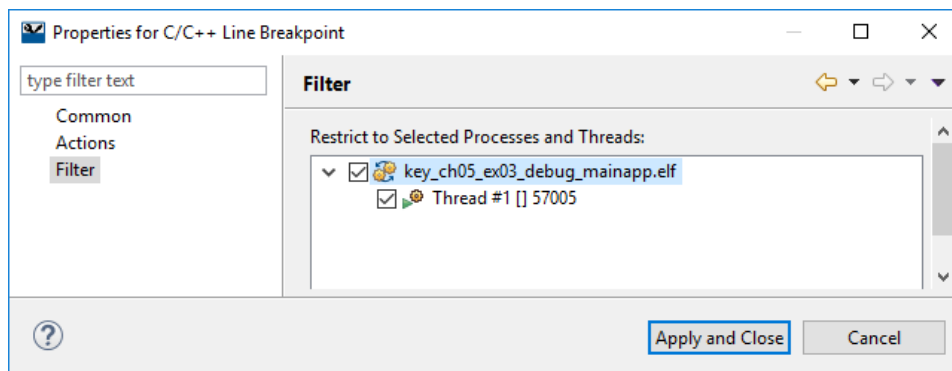 Properties for C/C++ Line Breakpoint
type filter text
Common
Actions
Filter
Filter
Restrict to Selected Processes and Threads:
key_ch05_ex03_debug_mainapp.elf
Thread #1 [] 57005
?
Apply and Close
Cancel